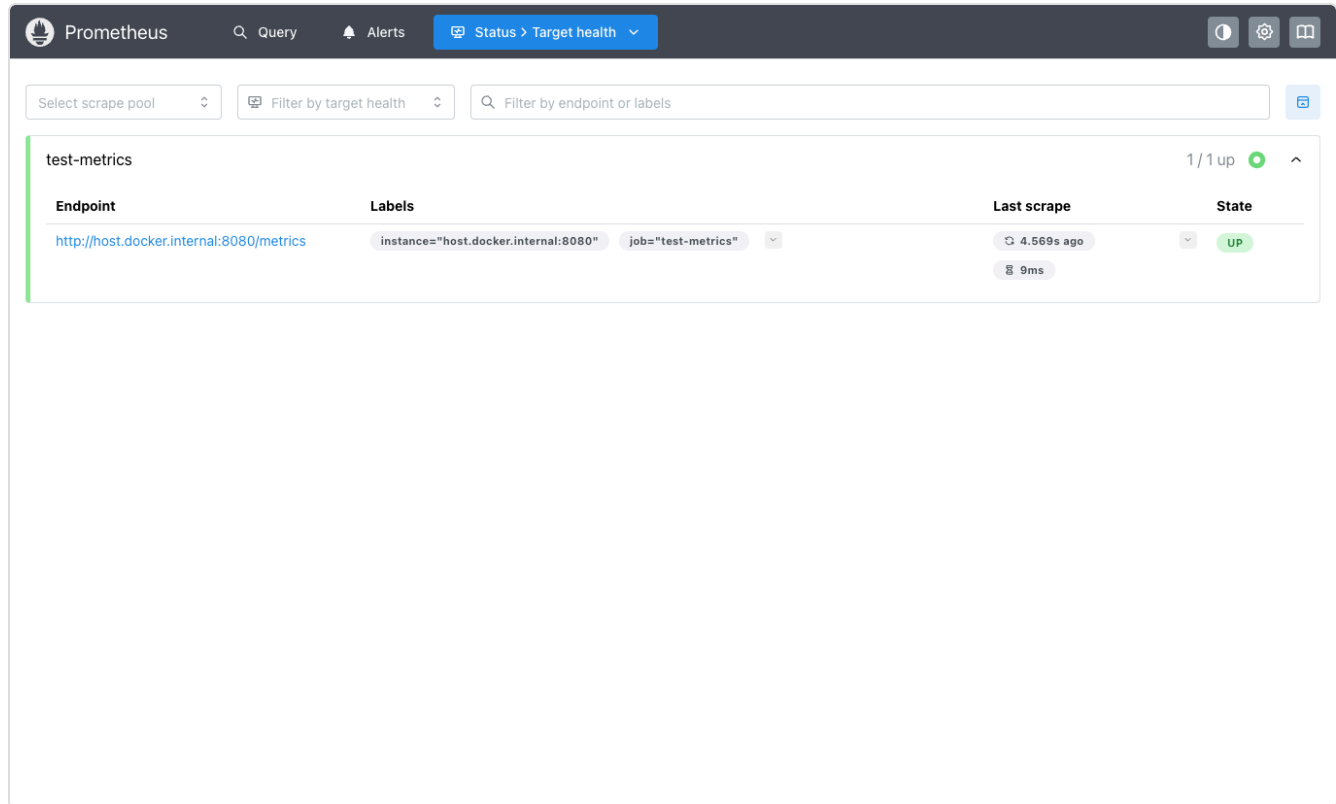 Prometheus Query Alerts Status > Target health
Select scrape pool Filter by target health Filter by endpoint or labels
test-metrics 1 / 1 up
Endpoint Labels Last scrape State
http://host.docker.internal:8080/metrics instance="host.docker.internal:8080" job="test-metrics" 4.569s ago UP
9ms